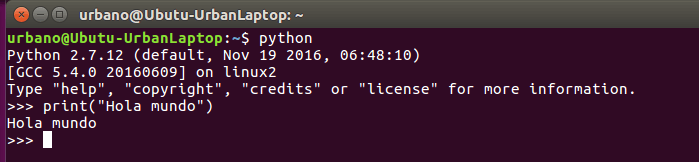 urbano@Ubutu-UrbanLaptop: ~
urbano@Ubutu-UrbanLaptop:~$ python
Python 2.7.12 (default, Nov 19 2016, 06:48:10)
[GCC 5.4.0 20160609] on linux2
Type "help", "copyright", "credits" or "license" for more information.
>>> print("Hola mundo")
Hola mundo
>>>